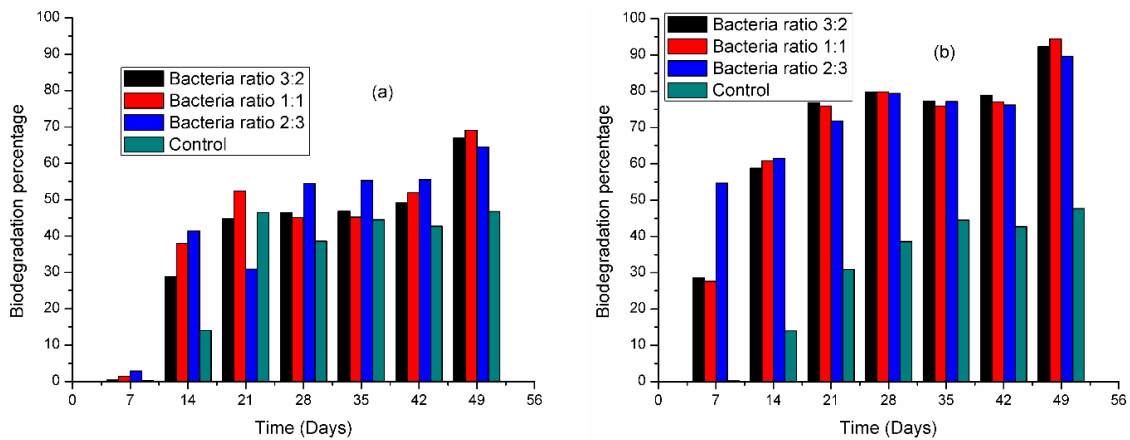 100
90
80
70
60
50
40
30
20
10
0
Biodegradation percentage
Bacteria ratio 3:2
Bacteria ratio 1:1
Bacteria ratio 2:3
Control
(a)
0 7 14 21 28 35 42 49 56
Time (Days)
100
90
80
70
60
50
40
30
20
10
0
Biodegradation percentage
Bacteria ratio 3:2
Bacteria ratio 1:1
Bacteria ratio 2:3
Control
(b)
0 7 14 21 28 35 42 49 56
Time (Days)